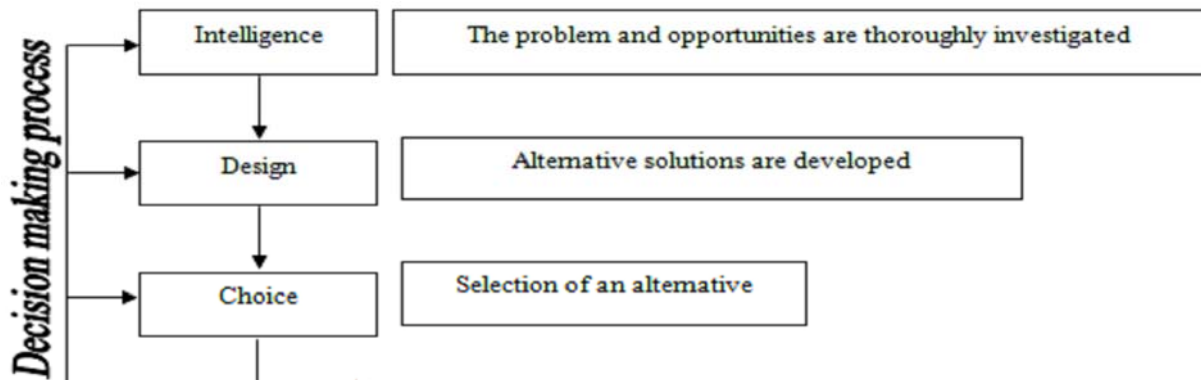 Decision making process
Intelligence
The problem and opportunities are thoroughly investigated
Design
Alternative solutions are developed
Choice
Selection of an alternative